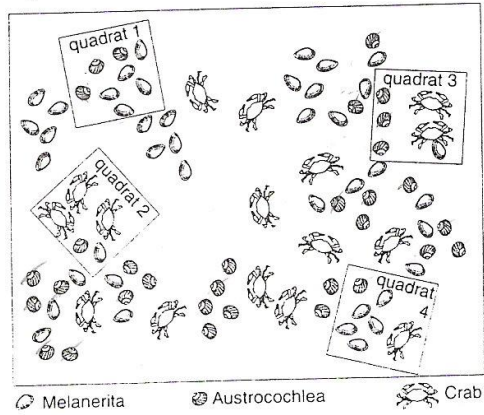 quadrat 1
quadrat 3
quadrat 2
quadrat
4
Melanerita
Austrocochlea
Crab